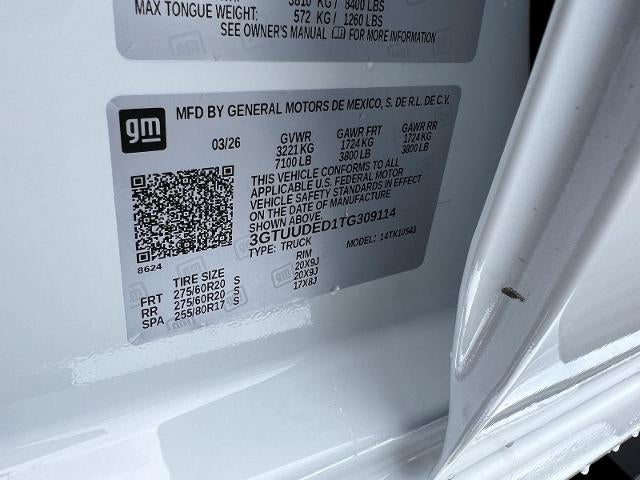 3810 KG / 8400 LBS
MAX TONGUE WEIGHT: 572 KG / 1260 LBS
SEE OWNER'S MANUAL FOR MORE INFORMATION
gm
MFD BY GENERAL MOTORS DE MEXICO, S. DE R.L. DE C.V.
03/26 GVWR GAWR FRT GAWR RR
3221 KG 1724 KG 1724 KG
7100 LB 3800 LB 3800 LB
THIS VEHICLE CONFORMS TO ALL
APPLICABLE U.S. FEDERAL MOTOR
VEHICLE SAFETY STANDARDS IN EFFECT
ON THE DATE OF MANUFACTURE
SHOWN ABOVE.
3GTUUDED1TG309114
TYPE: TRUCK MODEL: 14TK10543
8624
TIRE SIZE RIM
FRT 275/60R20 S 20X9J
RR 275/60R20 S 20X9J
SPA 255/80R17 S 17X8J